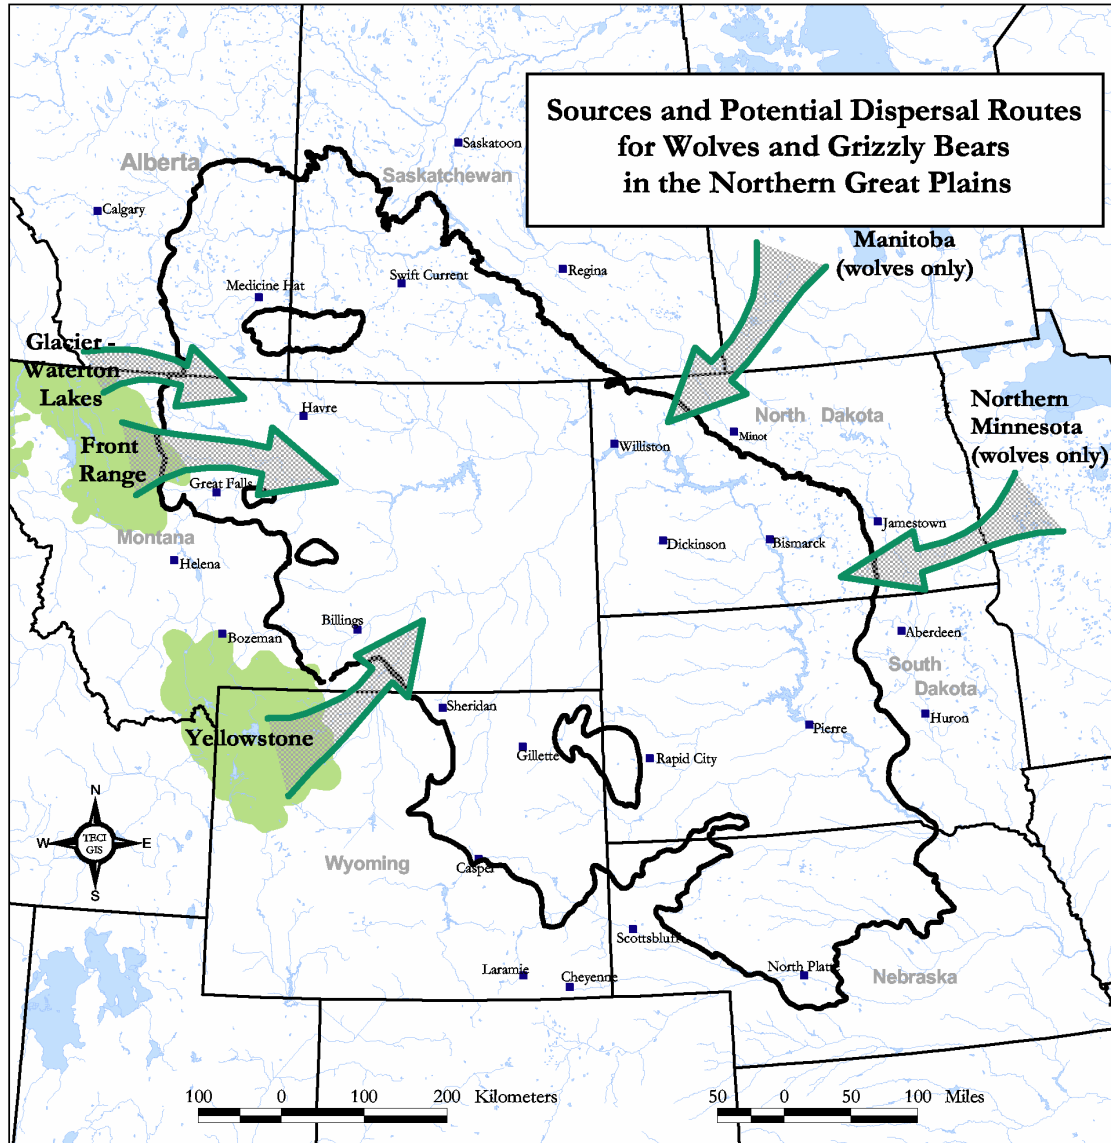 Sources and Potential Dispersal Routes
for Wolves and Grizzly Bears
in the Northern Great Plains
Saskatoon
Alberta
Saskatchewan
Calgary
Manitoba
(wolves only)
Regina
Swift Current
Medicine Hat
Glacier -
Waterton
Lakes
Northern
Minnesota
(wolves only)
Havre
North Dakota
Minot
Williston
Front
Range
Great Falls
Jamestown
Montana
Helena
Dickinson
Bismarck
Billings
Bozeman
Aberdeen
South
Dakota
Sheridan
Huron
Pierre
Yellowstone
Gillette
Rapid City
N
W
TECI
GIS
E
S
Wyoming
Casper
Scottsbluff
Laramie
Cheyenne
North Platte
Nebraska
100 0 100 200 Kilometers
50 0 50 100 Miles